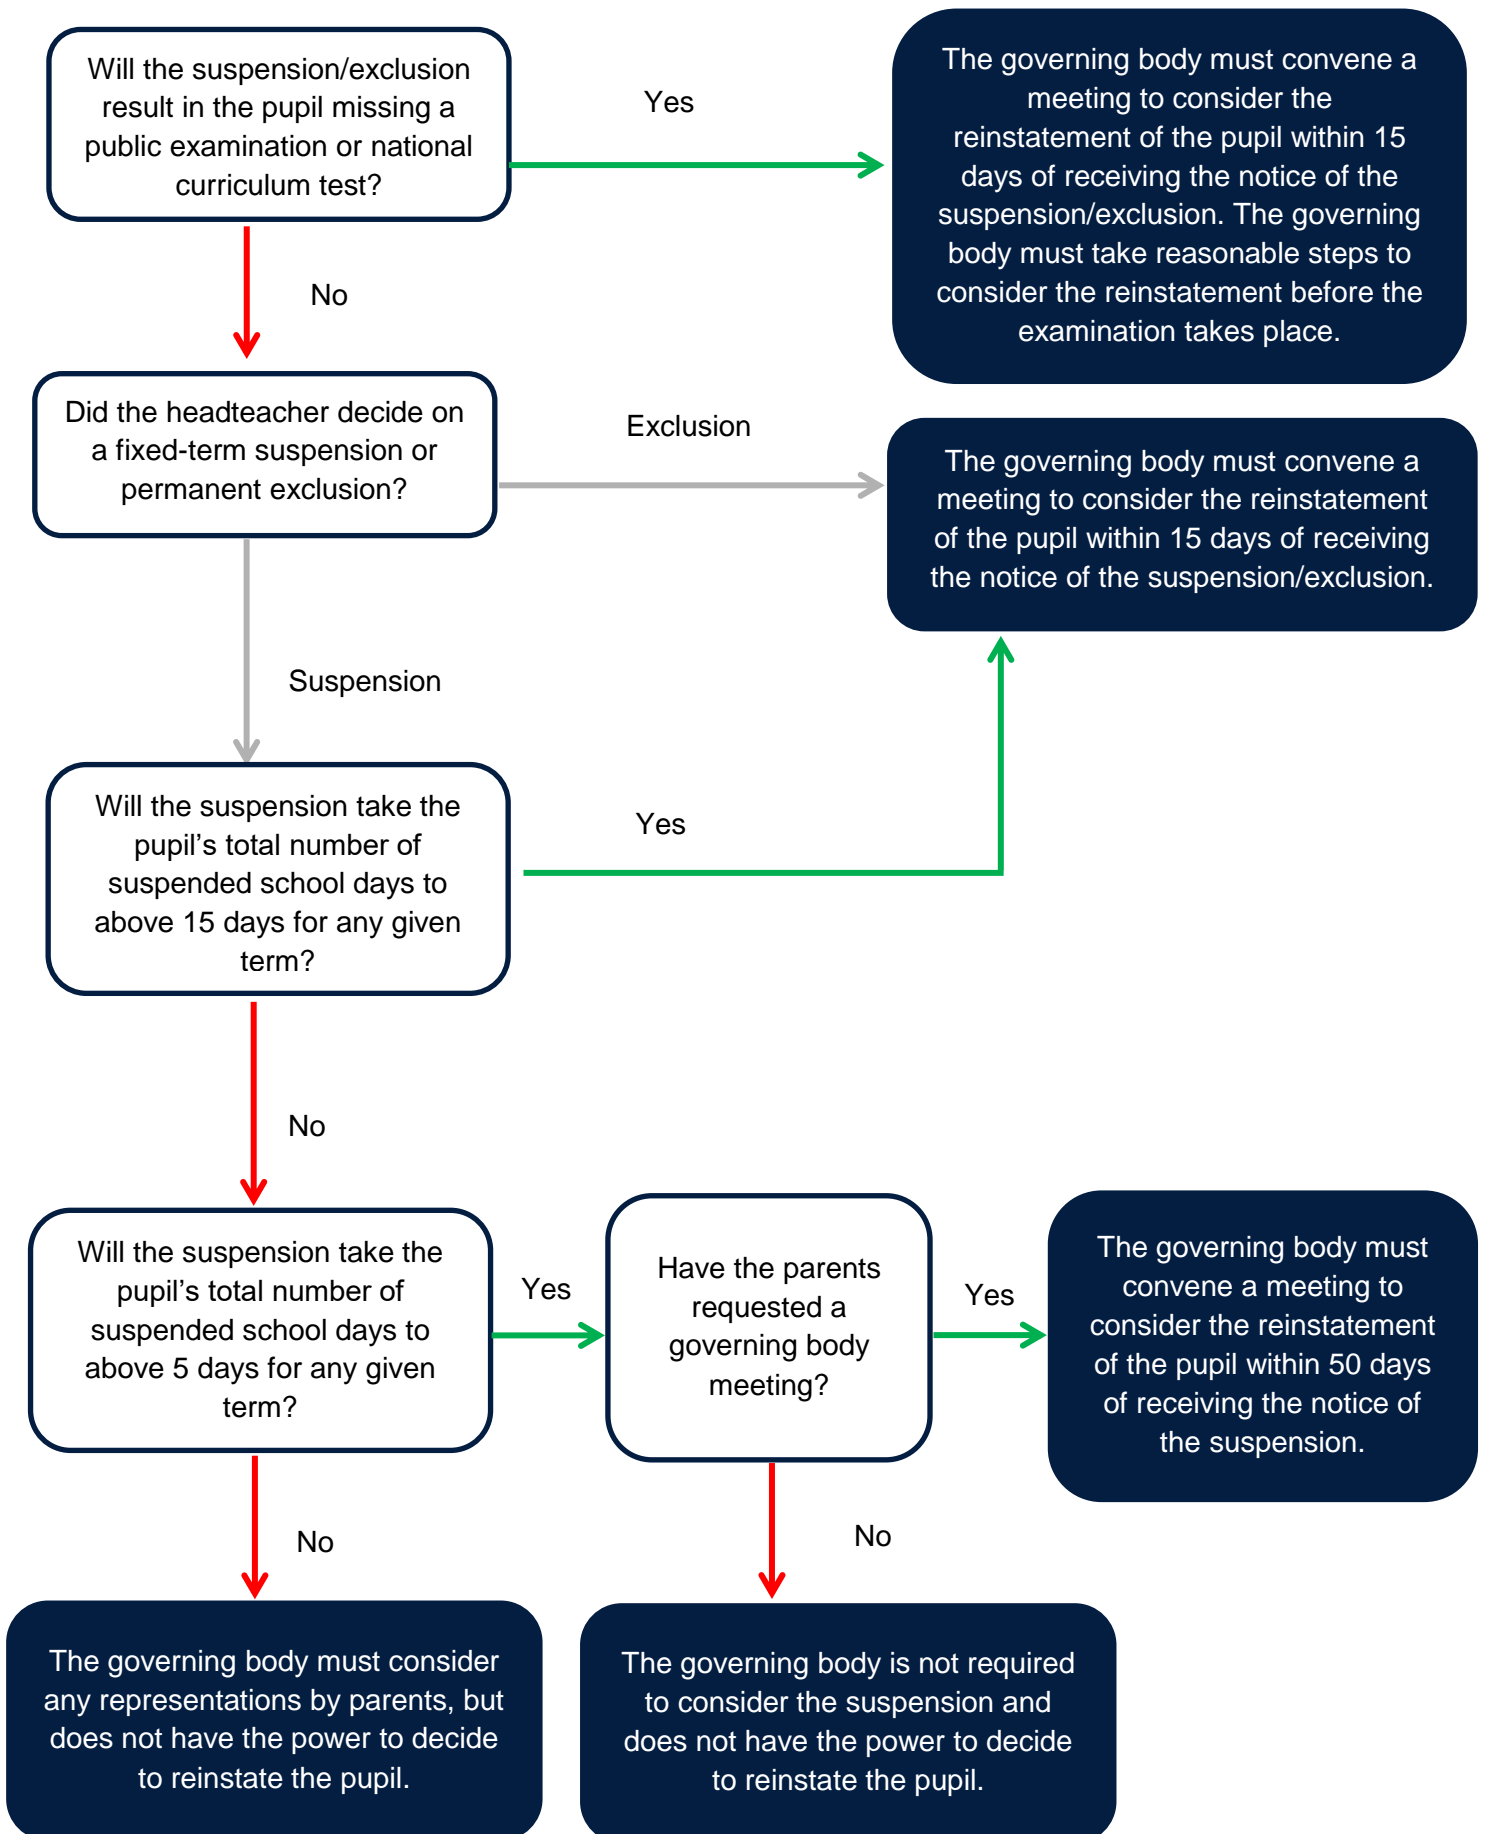 Will the suspension/exclusion
result in the pupil missing a
public examination or national
curriculum test?
Yes
The governing body must convene a
meeting to consider the
reinstatement of the pupil within 15
days of receiving the notice of the
suspension/exclusion. The governing
body must take reasonable steps to
consider the reinstatement before the
examination takes place.
No
Did the headteacher decide on
a fixed-term suspension or
permanent exclusion?
Exclusion
The governing body must convene a
meeting to consider the reinstatement
of the pupil within 15 days of receiving
the notice of the suspension/exclusion.
Suspension
Will the suspension take the
pupil’s total number of
suspended school days to
above 15 days for any given
term?
Yes
No
Will the suspension take the
pupil’s total number of
suspended school days to
above 5 days for any given
term?
Yes
Have the parents
requested a
governing body
meeting?
Yes
The governing body must
convene a meeting to
consider the reinstatement
of the pupil within 50 days
of receiving the notice of
the suspension.
No
No
The governing body must consider
any representations by parents, but
does not have the power to decide
to reinstate the pupil.
The governing body is not required
to consider the suspension and
does not have the power to decide
to reinstate the pupil.